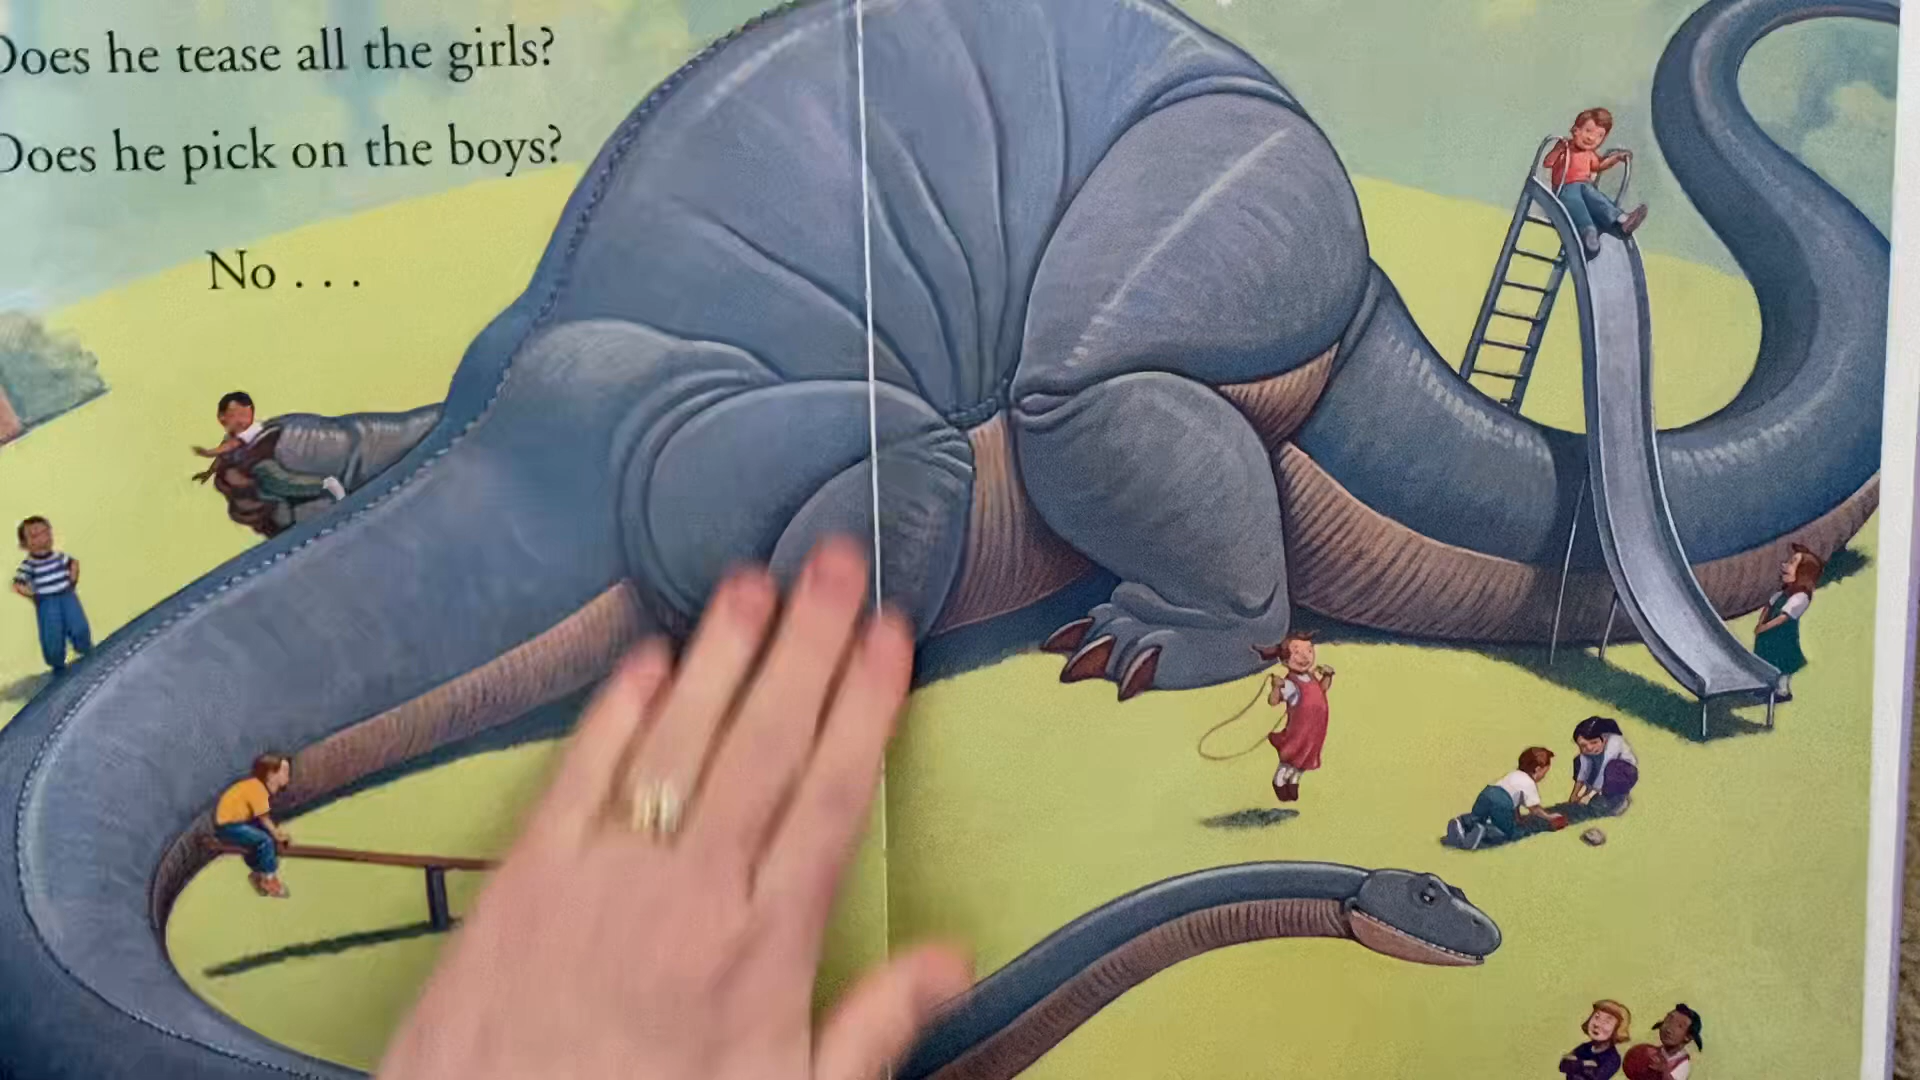 Does he tease all the girls?
Does he pick on the boys?
No . . .